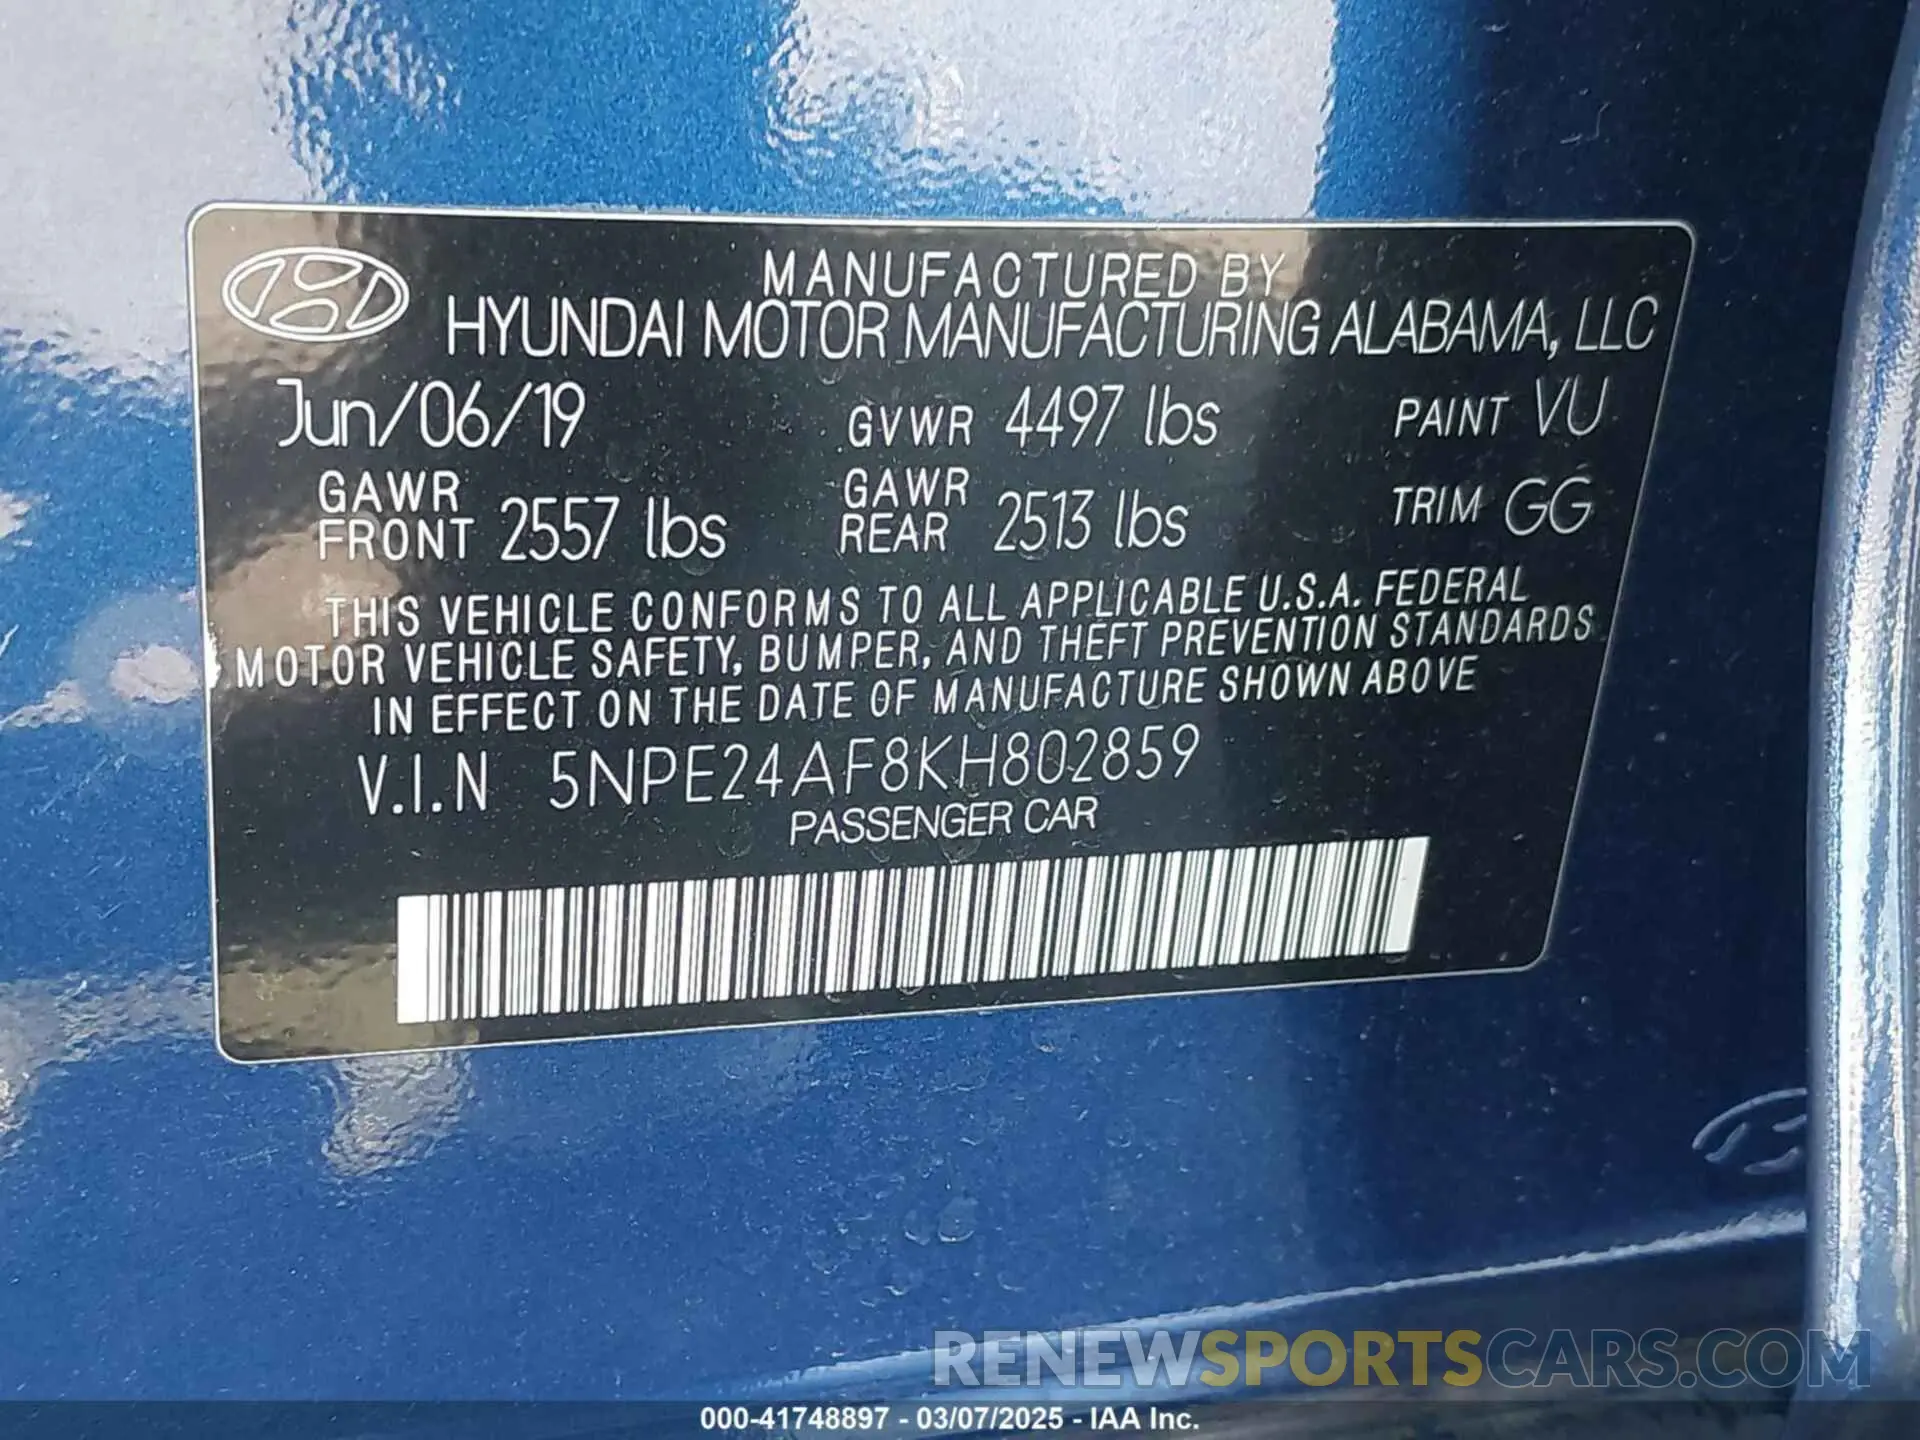 MANUFACTURED BY
HYUNDAI MOTOR MANUFACTURING ALABAMA, LLC
Jun/06/19 GVWR 4497 lbs PAINT VU
GAWR FRONT 2557 lbs GAWR REAR 2513 lbs TRIM GG
THIS VEHICLE CONFORMS TO ALL APPLICABLE U.S.A. FEDERAL
MOTOR VEHICLE SAFETY, BUMPER, AND THEFT PREVENTION STANDARDS
IN EFFECT ON THE DATE OF MANUFACTURE SHOWN ABOVE
V.I.N 5NPE24AF8KH802859
PASSENGER CAR
RENEWSPORTSCARS.COM
000-41748897 - 03/07/2025 - IAA Inc.